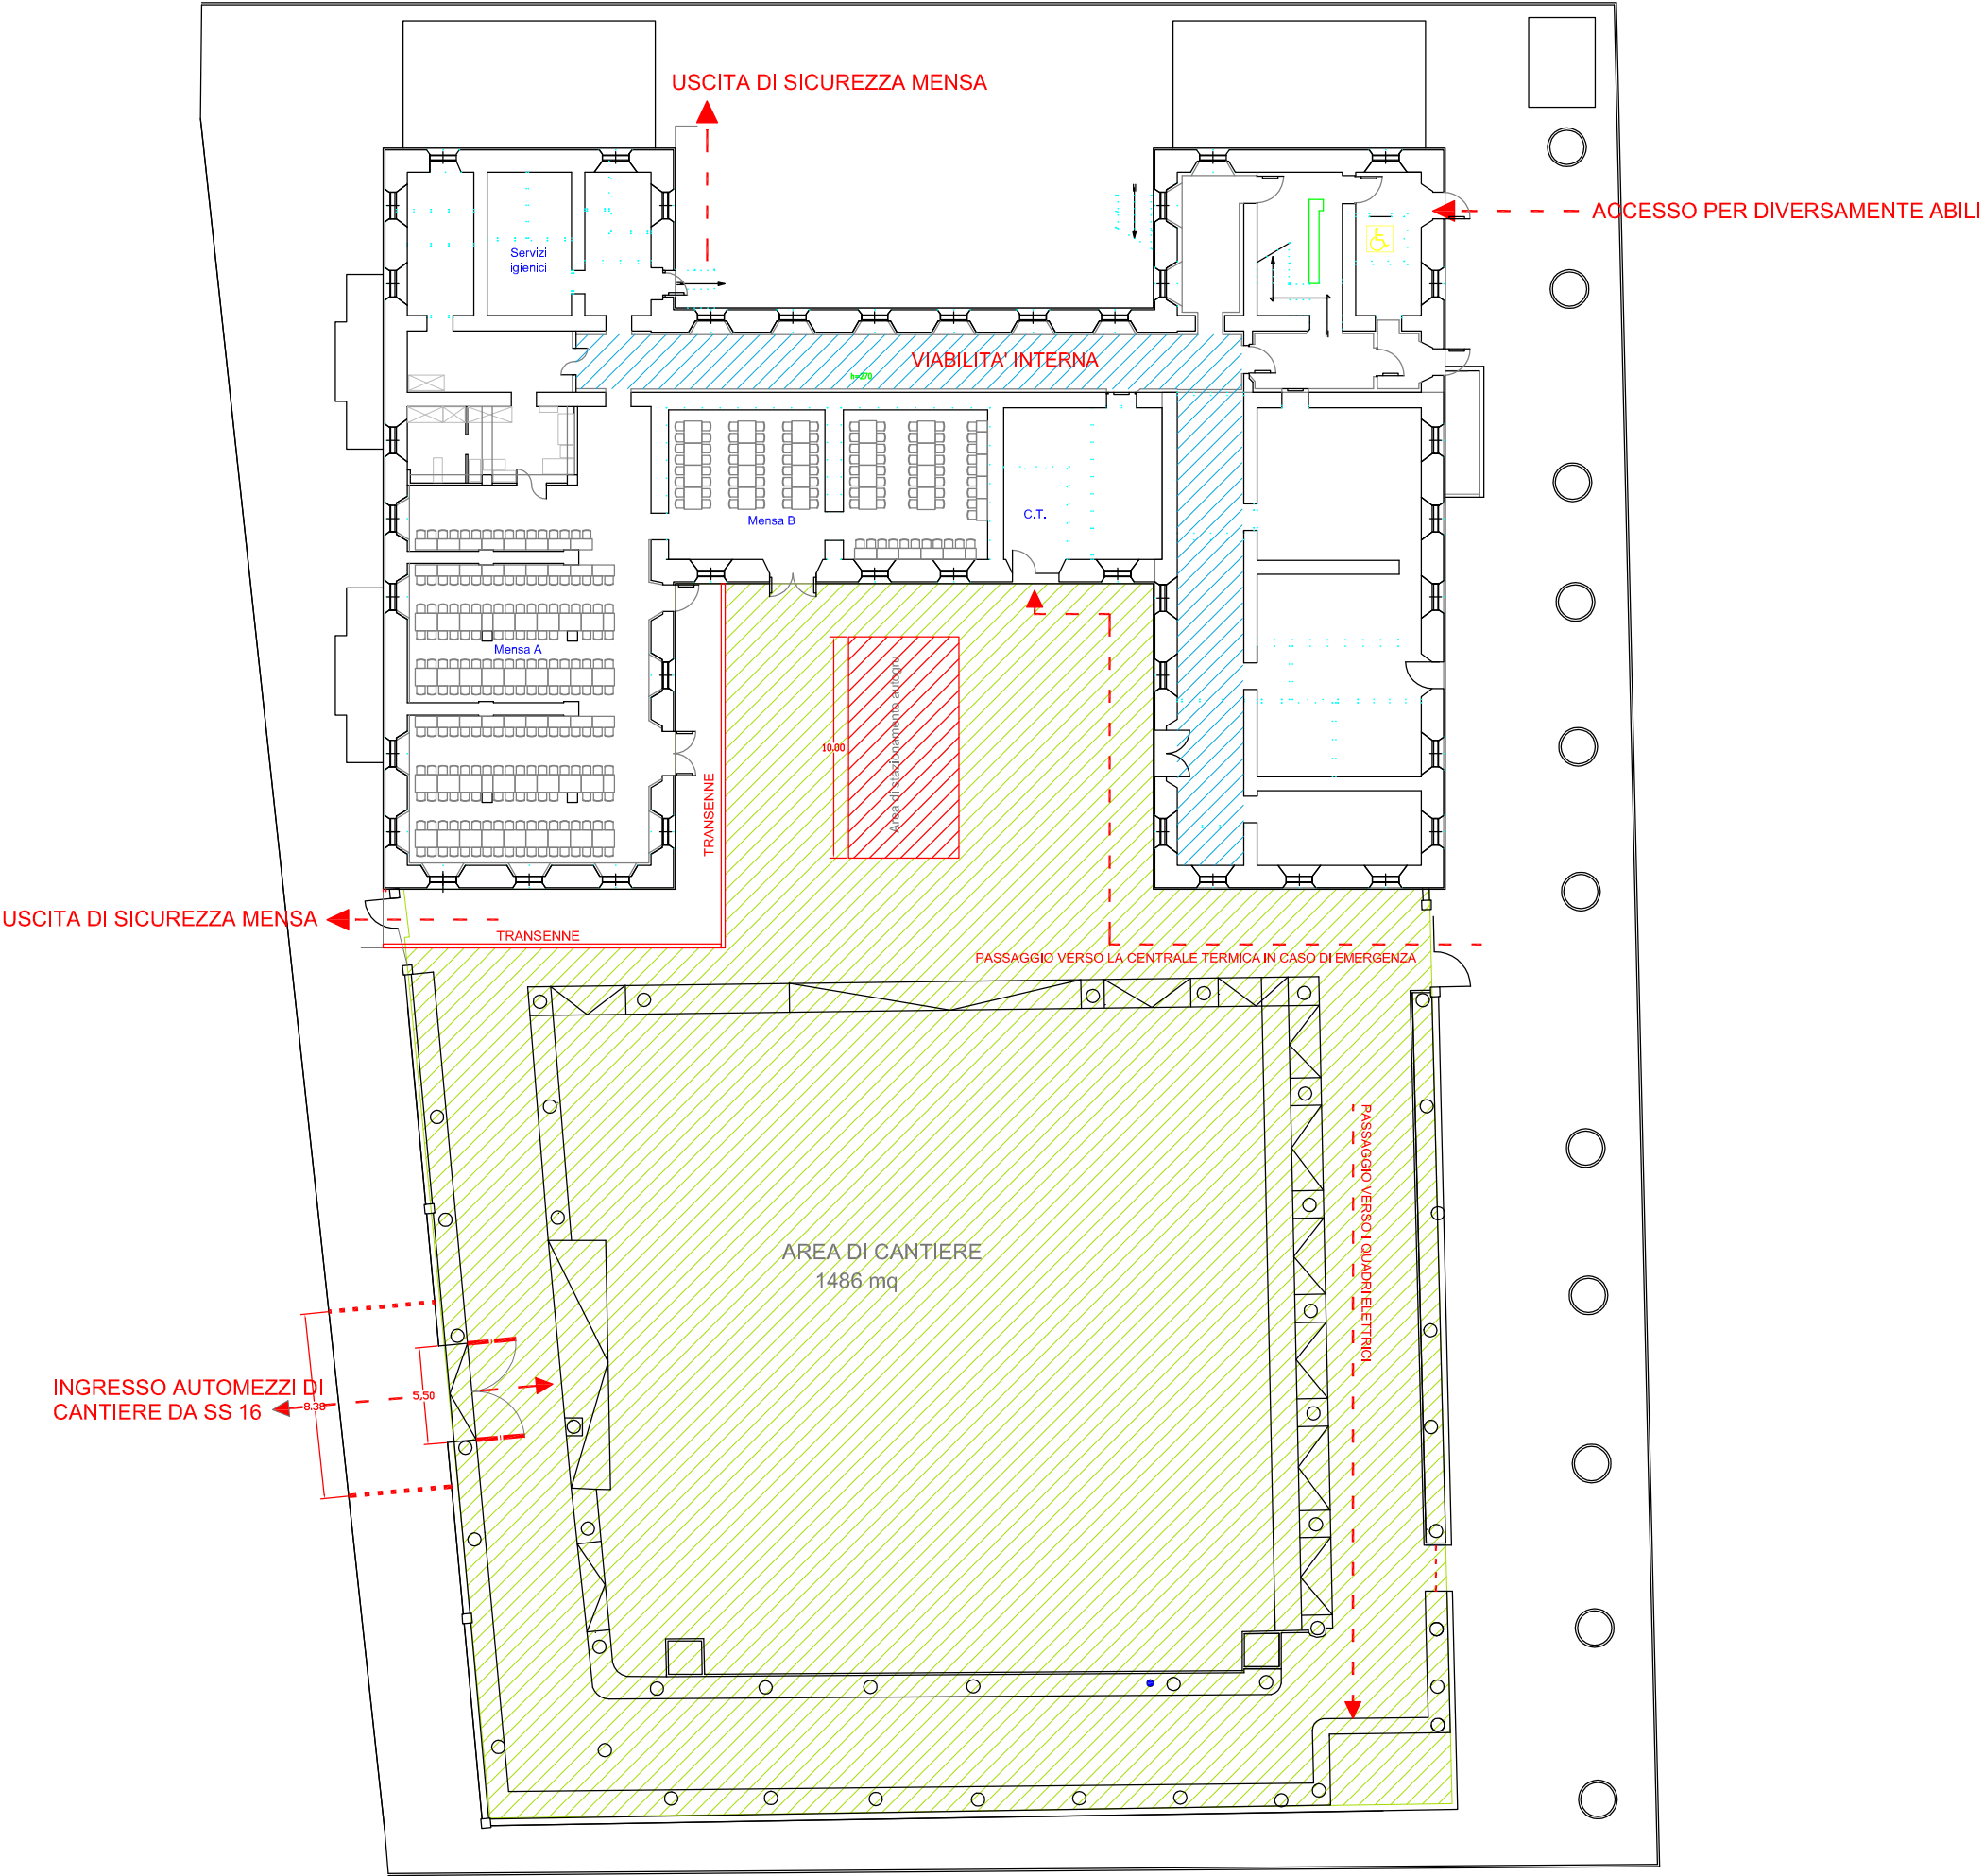 USCITA DI SICUREZZA MENSA
ACCESSO PER DIVERSAMENTE ABILI
Servizi
igienici
VIABILITA' INTERNA
h=270
Mensa B
C.T.
Mensa A
Area di stazionamento autogru
10.00
TRANSENNE
USCITA DI SICUREZZA MENSA
TRANSENNE
PASSAGGIO VERSO LA CENTRALE TERMICA IN CASO DI EMERGENZA
PASSAGGIO VERSO I QUADRI ELETTRICI
AREA DI CANTIERE
1486 mq
INGRESSO AUTOMEZZI DI
CANTIERE DA SS 16
8.38
5,50